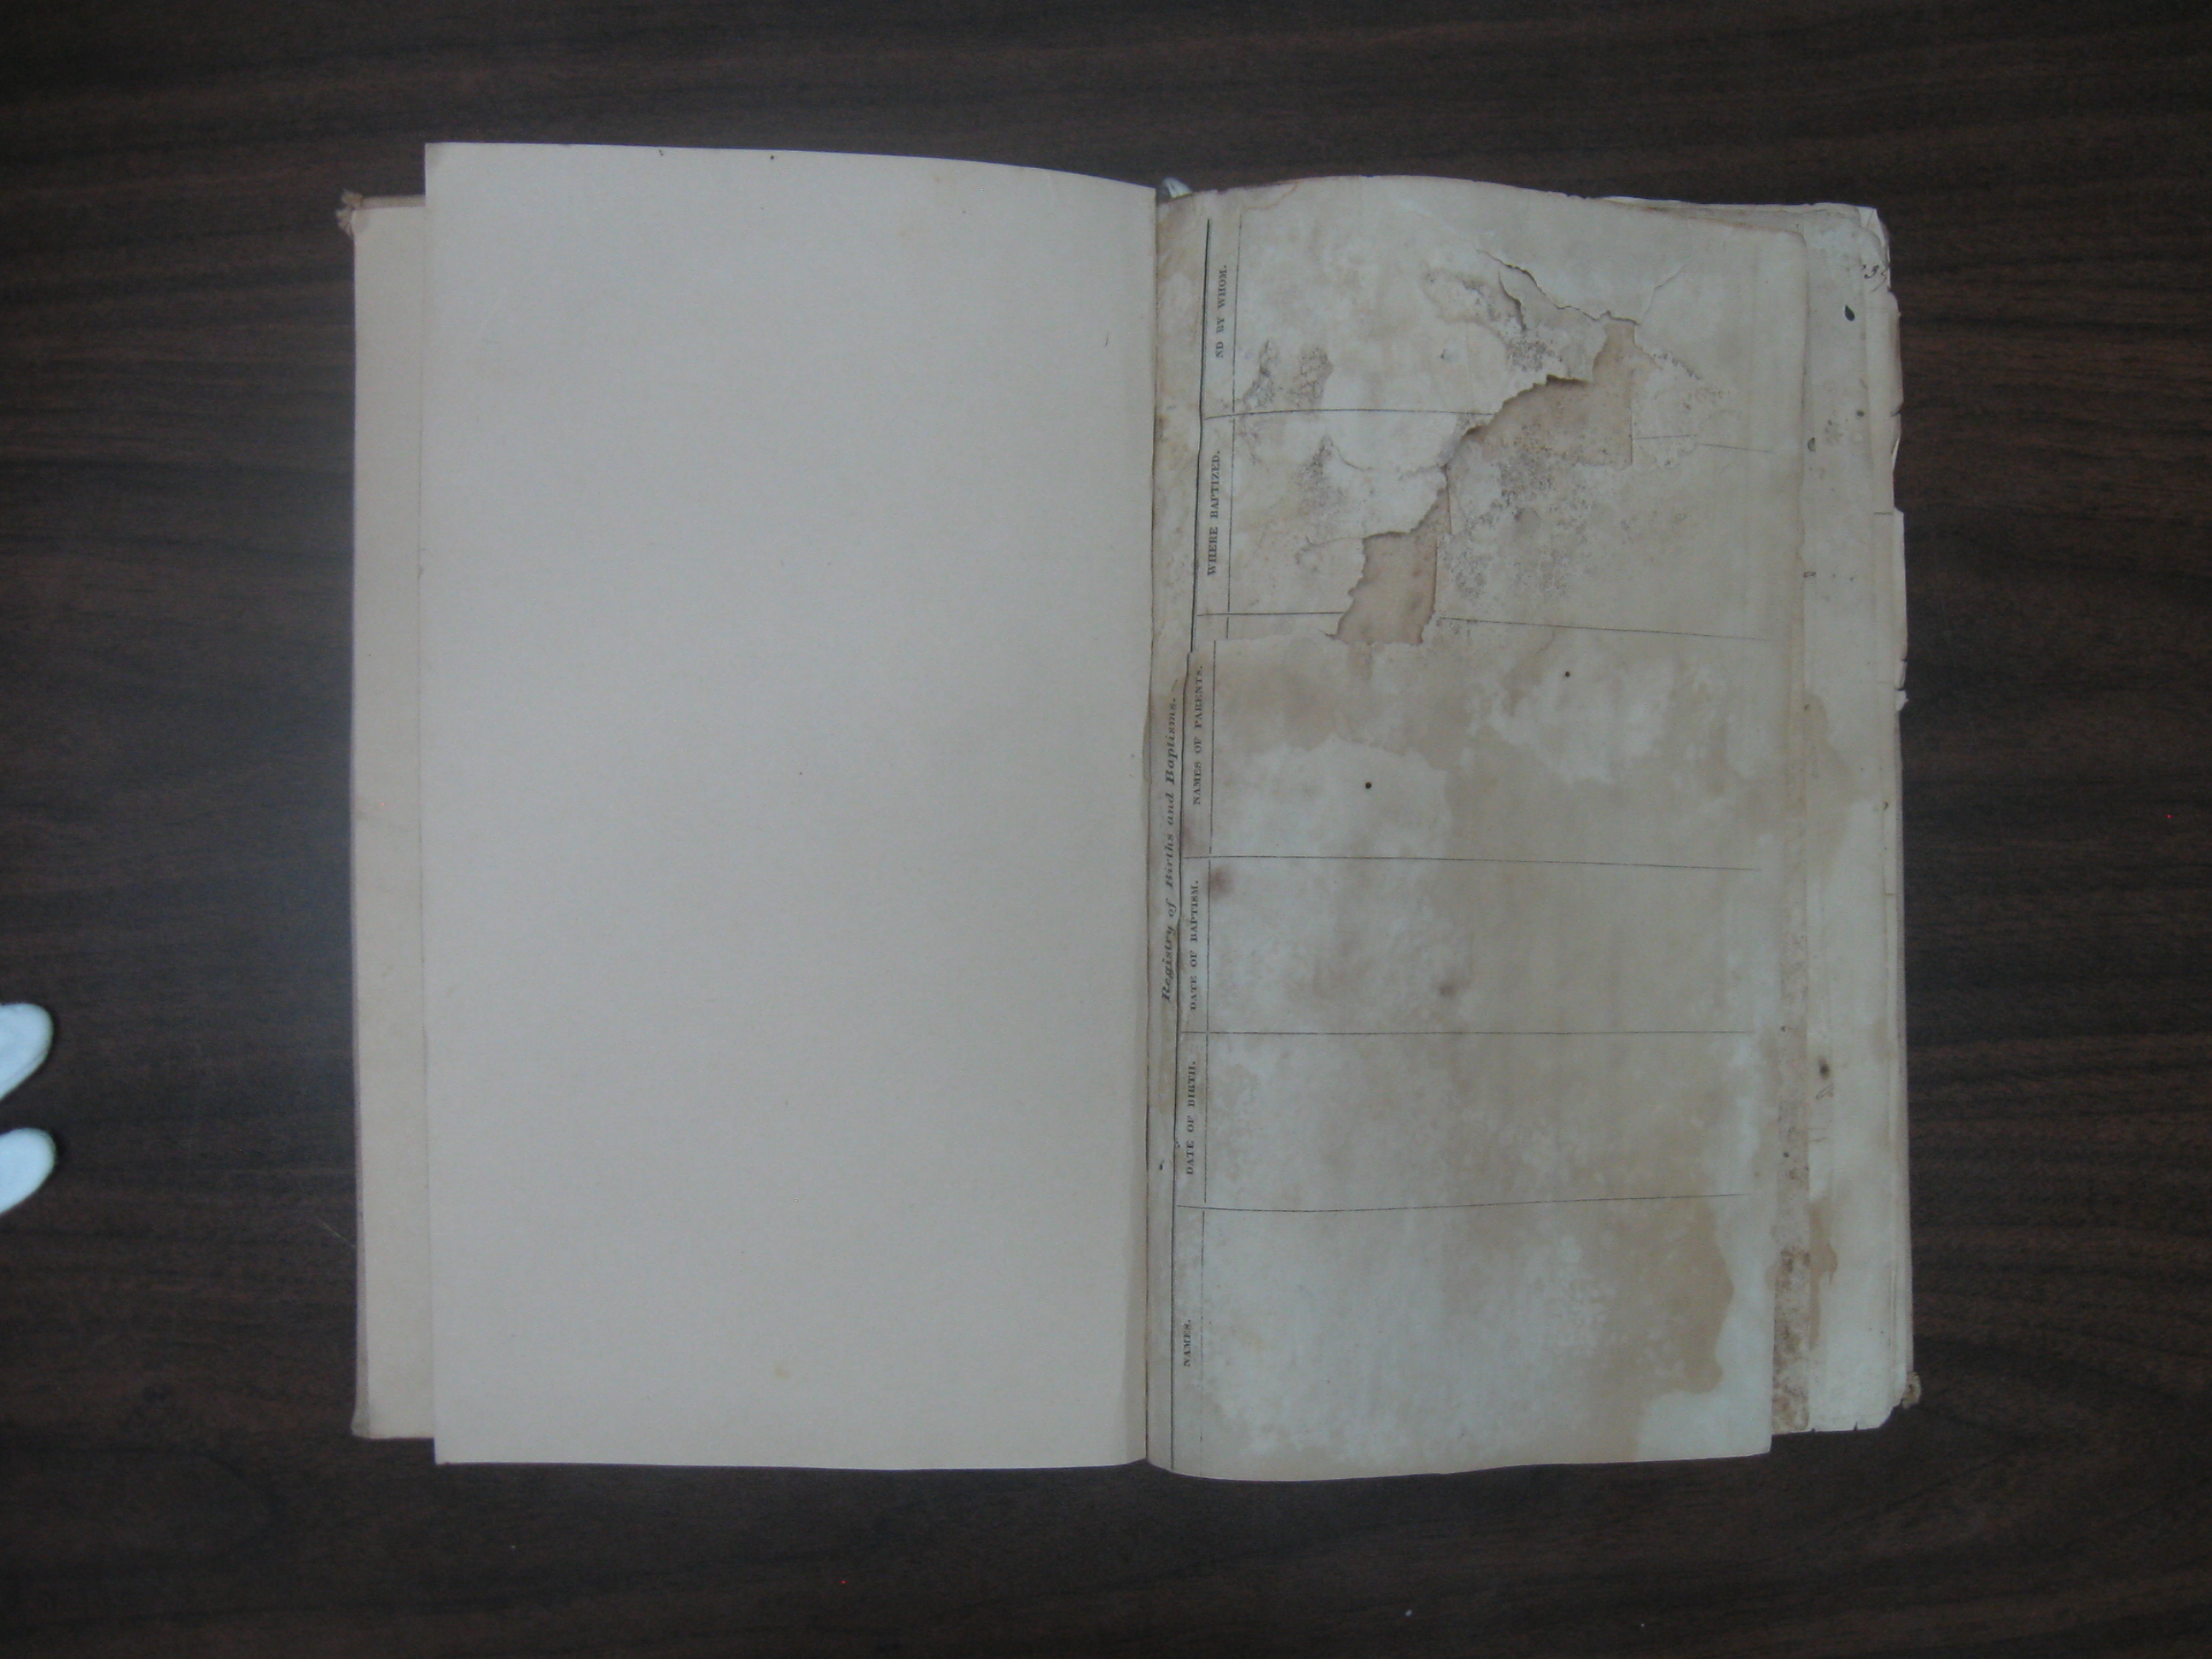 Registry of Births and Baptisms.
NAMES. DATE OF BIRTH. DATE OF BAPTISM. NAMES OF PARENTS. WHERE BAPTIZED. ND BY WHOM.